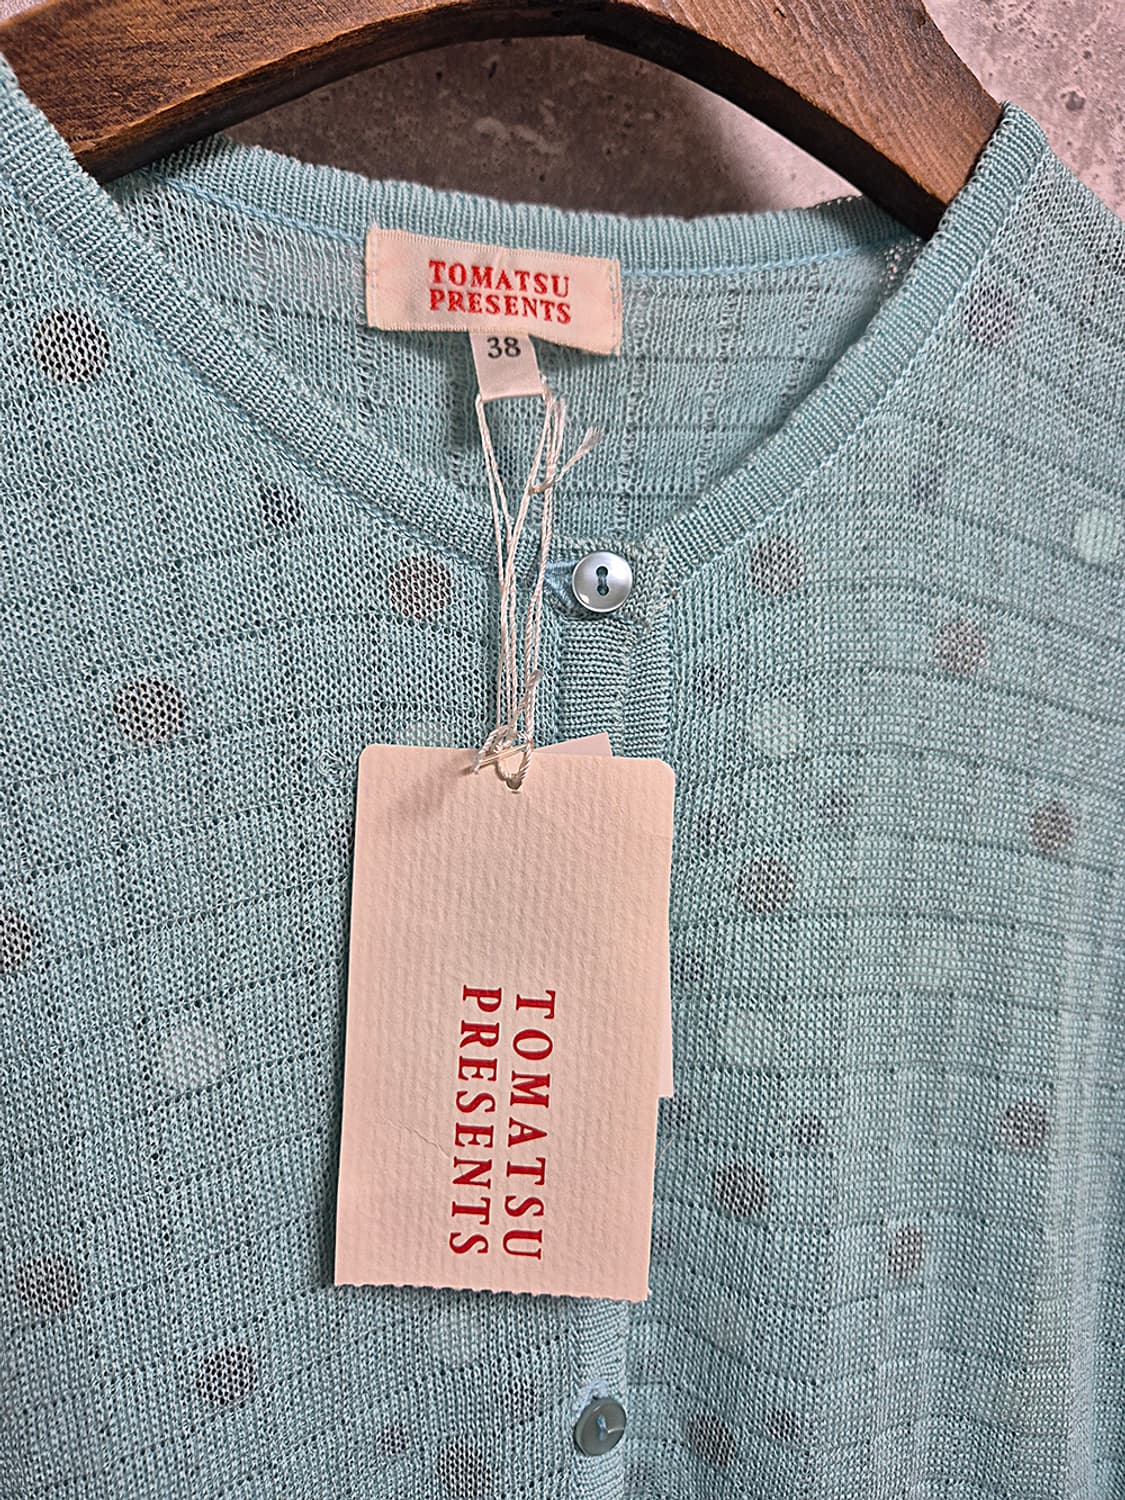 TOMATSU
PRESENTS
38
TOMATSU
PRESENTS